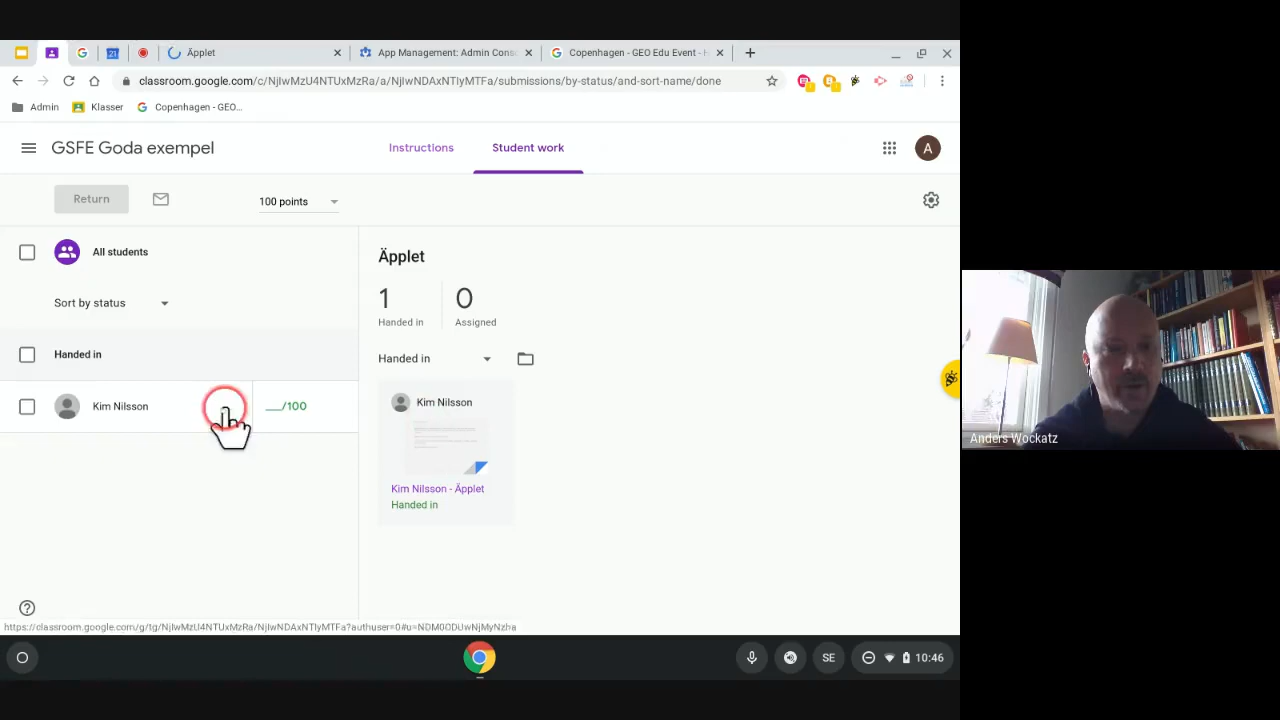 Äpplet
App Management: Admin Cons
Copenhagen - GEO Edu Event - H
classroom.google.com/c/NjIwMzU4NTUxMzRa/a/NjIwNDAxNTIyMTFa/submissions/by-status/and-sort-name/done
Admin
Klasser
Copenhagen - GEO...
GSFE Goda exempel
Instructions
Student work
A
Return
100 points
All students
Sort by status
Handed in
Kim Nilsson
__/100
Äpplet
1
0
Handed in
Assigned
Handed in
Kim Nilsson
Kim Nilsson - Äpplet
Handed in
Anders Wockatz
SE
10:46